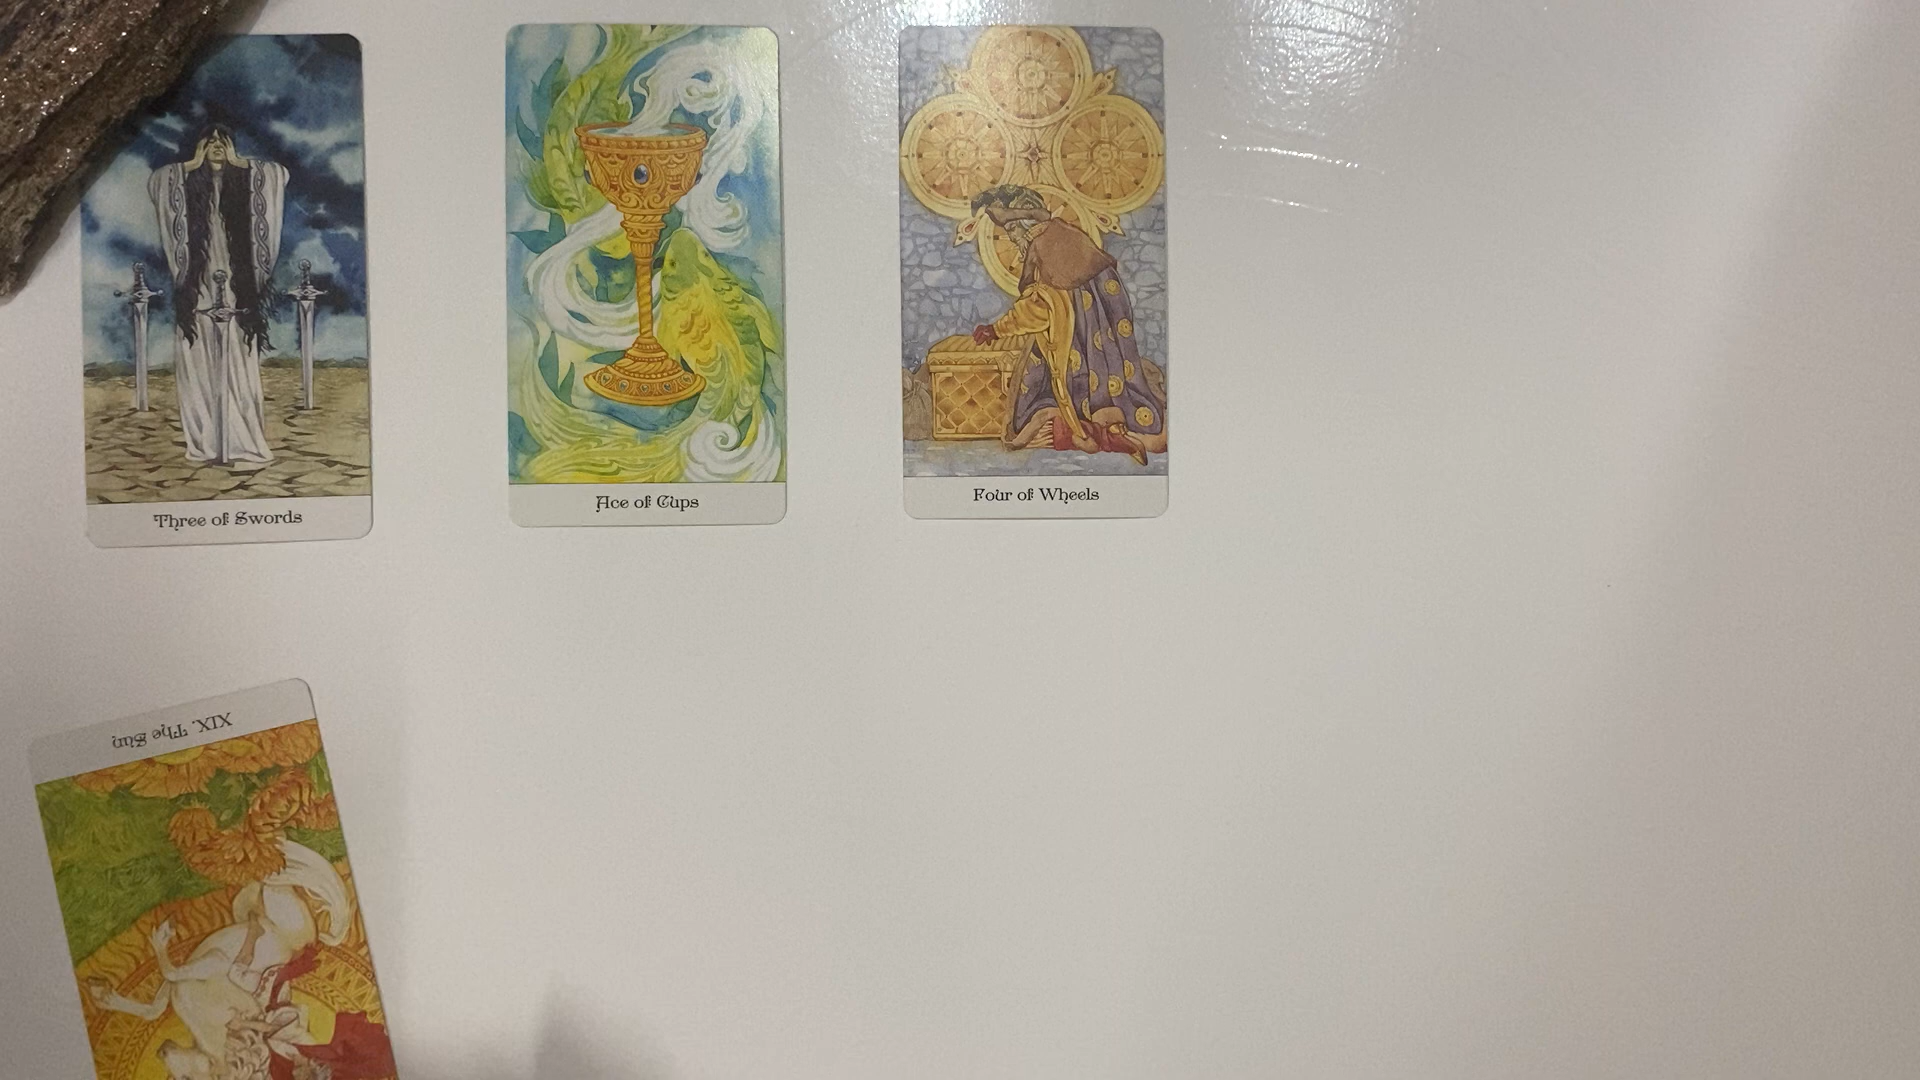 Three of Swords
Ace of Cups
Four of Wheels
XIX. The Sun